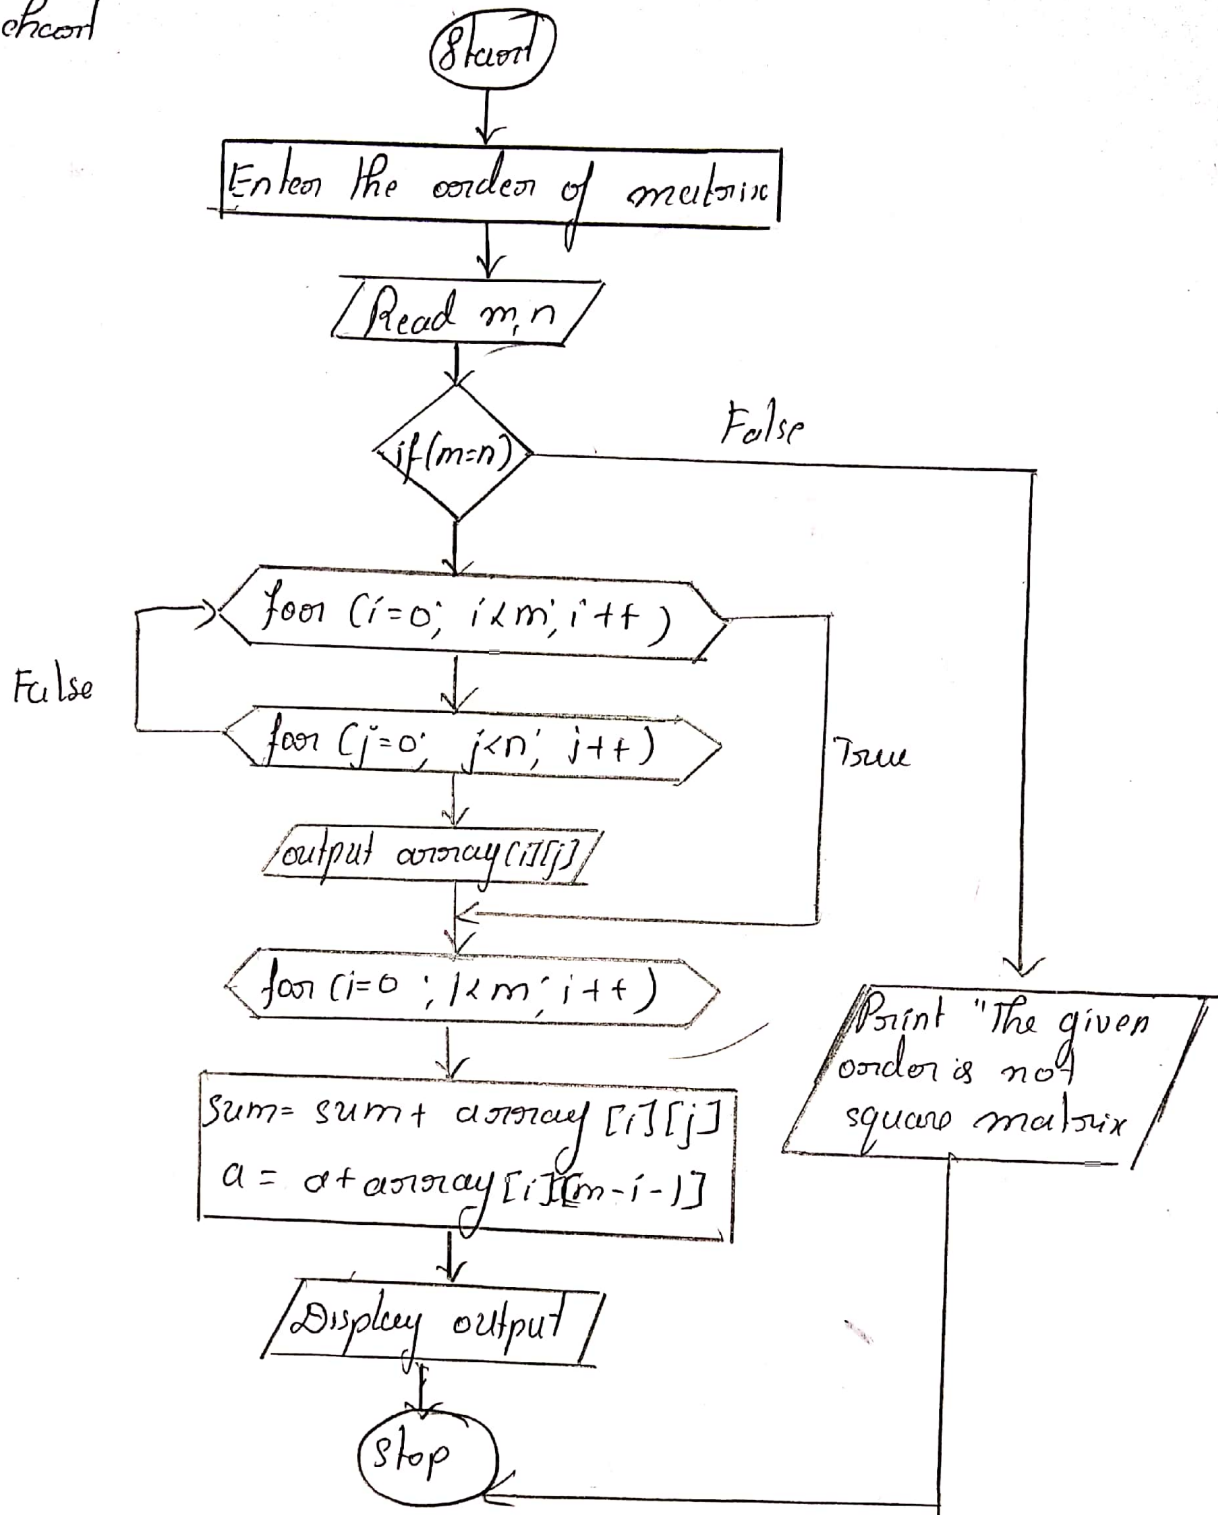 chart
Start
Enter the order of matrix
Read m,n
if(m=n)
False
for (i=0; i<m; i++)
False
for (j=0; j<n; j++)
True
output array[i][j]
for (i=0 ; i<m; i++)
Print "The given
order is not
square matrix
sum= sum+ array [i][j]
a = a+array[i][m-i-1]
Display output
Stop